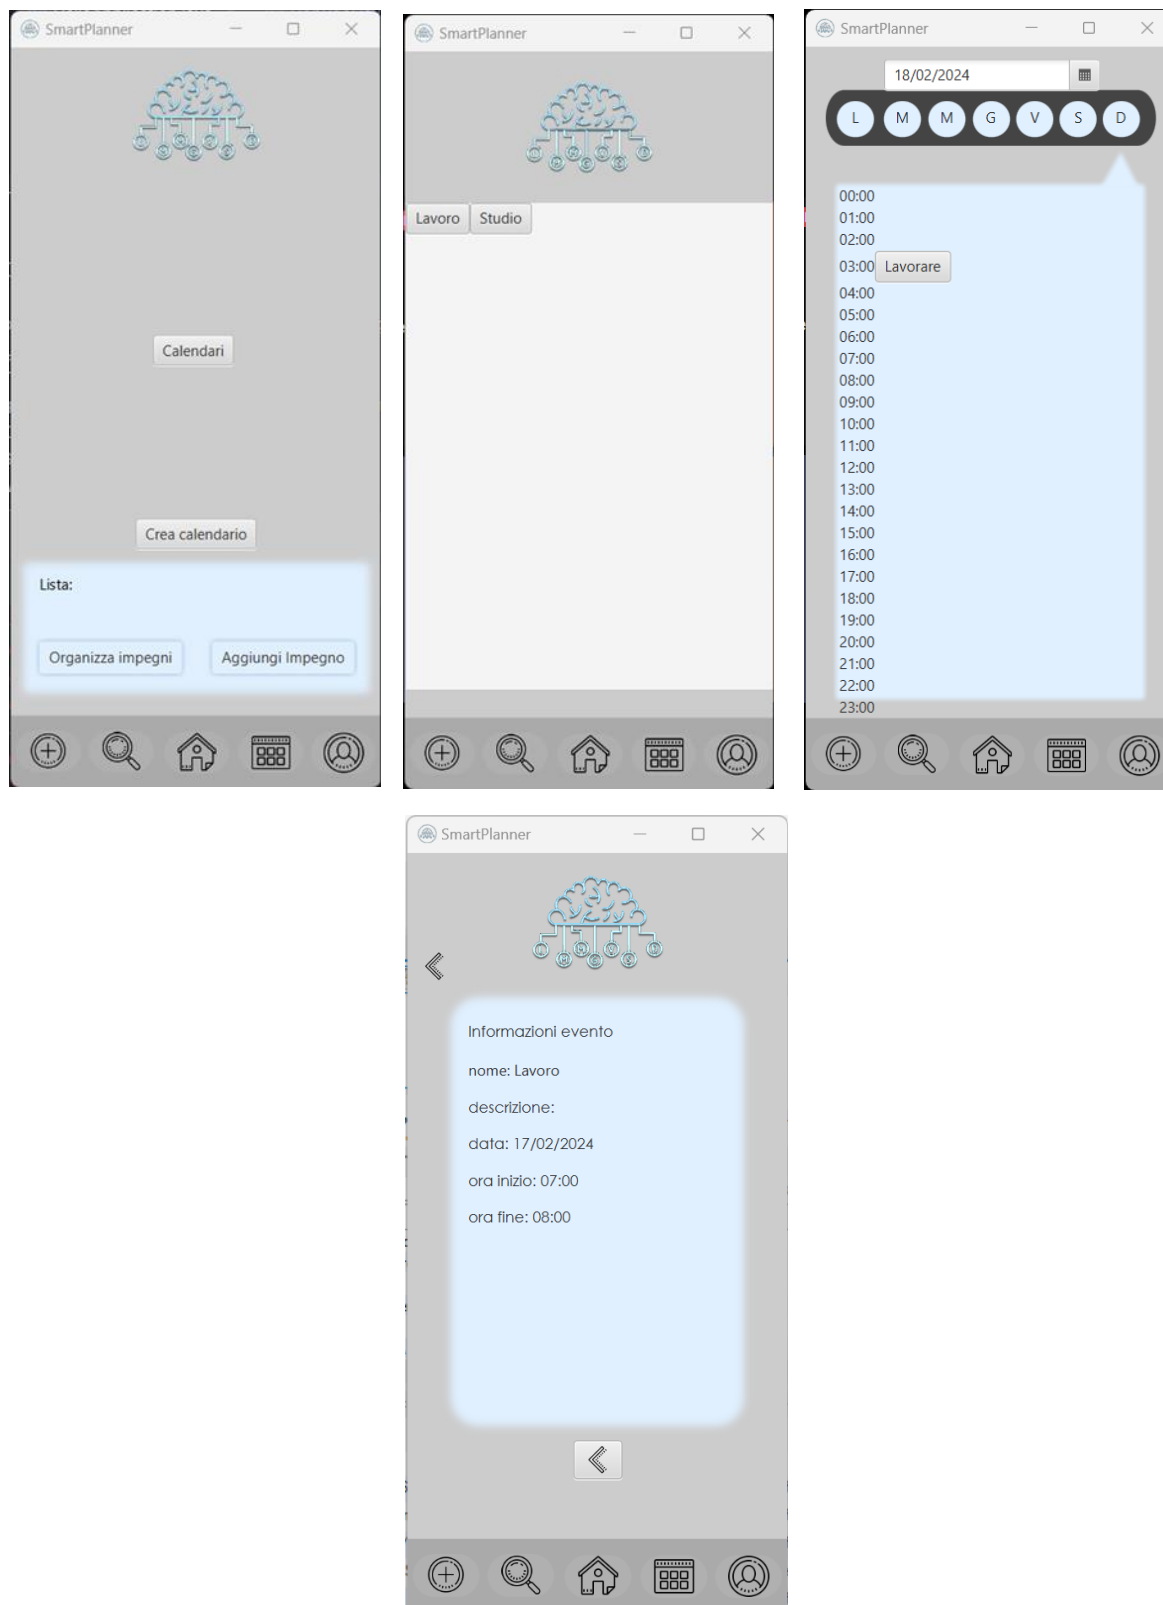 SmartPlanner
Calendari
Crea calendario
Lista:
Organizza impegni Aggiungi Impegno
SmartPlanner
Lavoro Studio
SmartPlanner
18/02/2024
L M M G V S D
00:00
01:00
02:00
03:00 Lavorare
04:00
05:00
06:00
07:00
08:00
09:00
10:00
11:00
12:00
13:00
14:00
15:00
16:00
17:00
18:00
19:00
20:00
21:00
22:00
23:00
SmartPlanner
Informazioni evento
nome: Lavoro
descrizione:
data: 17/02/2024
ora inizio: 07:00
ora fine: 08:00